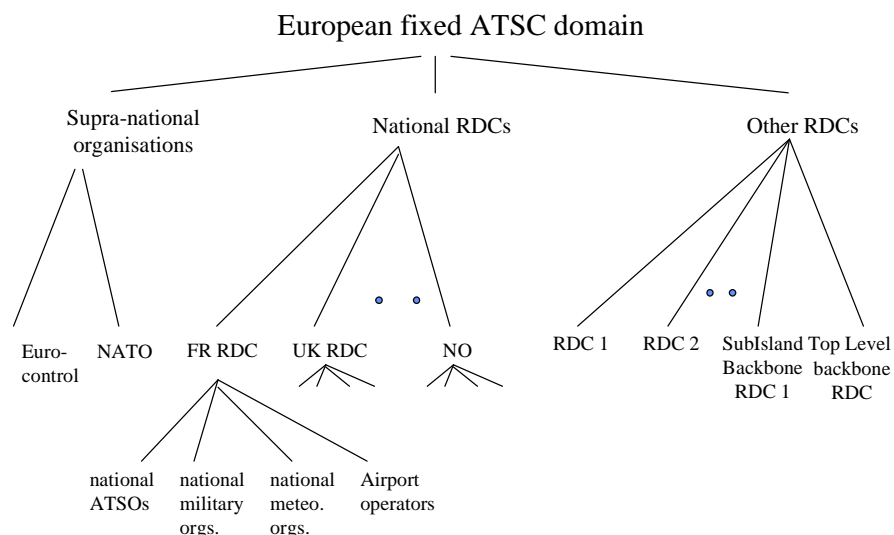 European fixed ATSC domain
Supra-national
organisations
National RDCs
Other RDCs
Euro-
control
NATO
FR RDC
UK RDC
NO
RDC 1
RDC 2
SubIsland
Backbone
RDC 1
Top Level
backbone
RDC
national
ATSOs
national
military
orgs.
national
meteo.
orgs.
Airport
operators